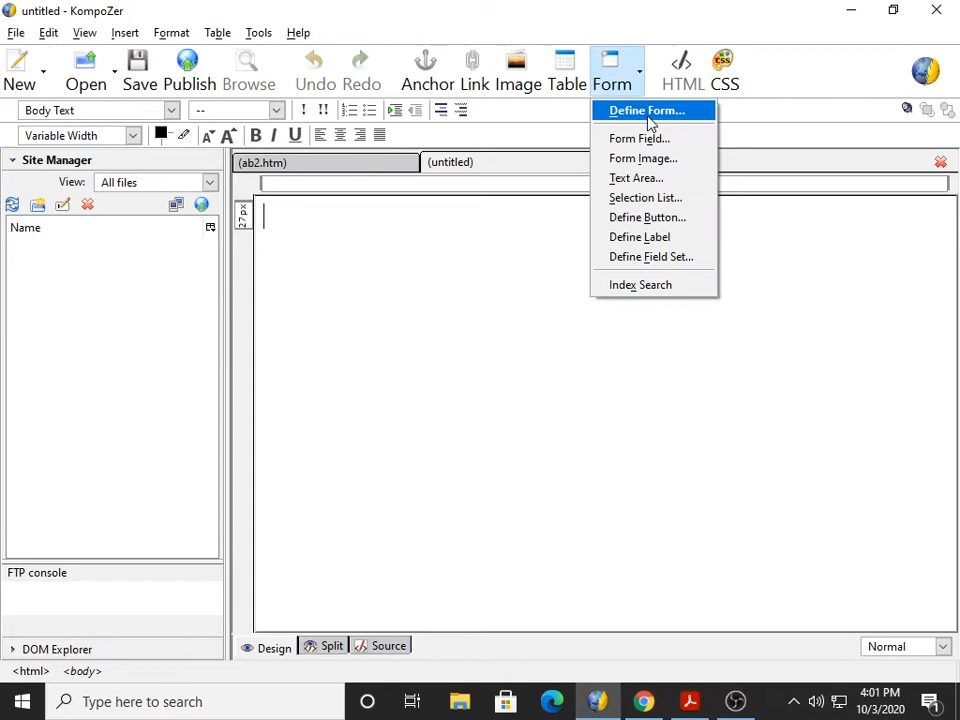 untitled - KompoZer
File Edit View Insert Format Table Tools Help
New Open Save Publish Browse Undo Redo Anchor Link Image Table Form HTML CSS
Body Text --
Variable Width
Define Form...
Form Field...
Form Image...
Text Area...
Selection List...
Define Button...
Define Label
Define Field Set...
Index Search
Site Manager
View: All files
Name
(ab2.htm) (untitled)
27 px
FTP console
DOM Explorer
Design Split Source Normal
<html> <body>
Type here to search
4:01 PM
10/3/2020
1